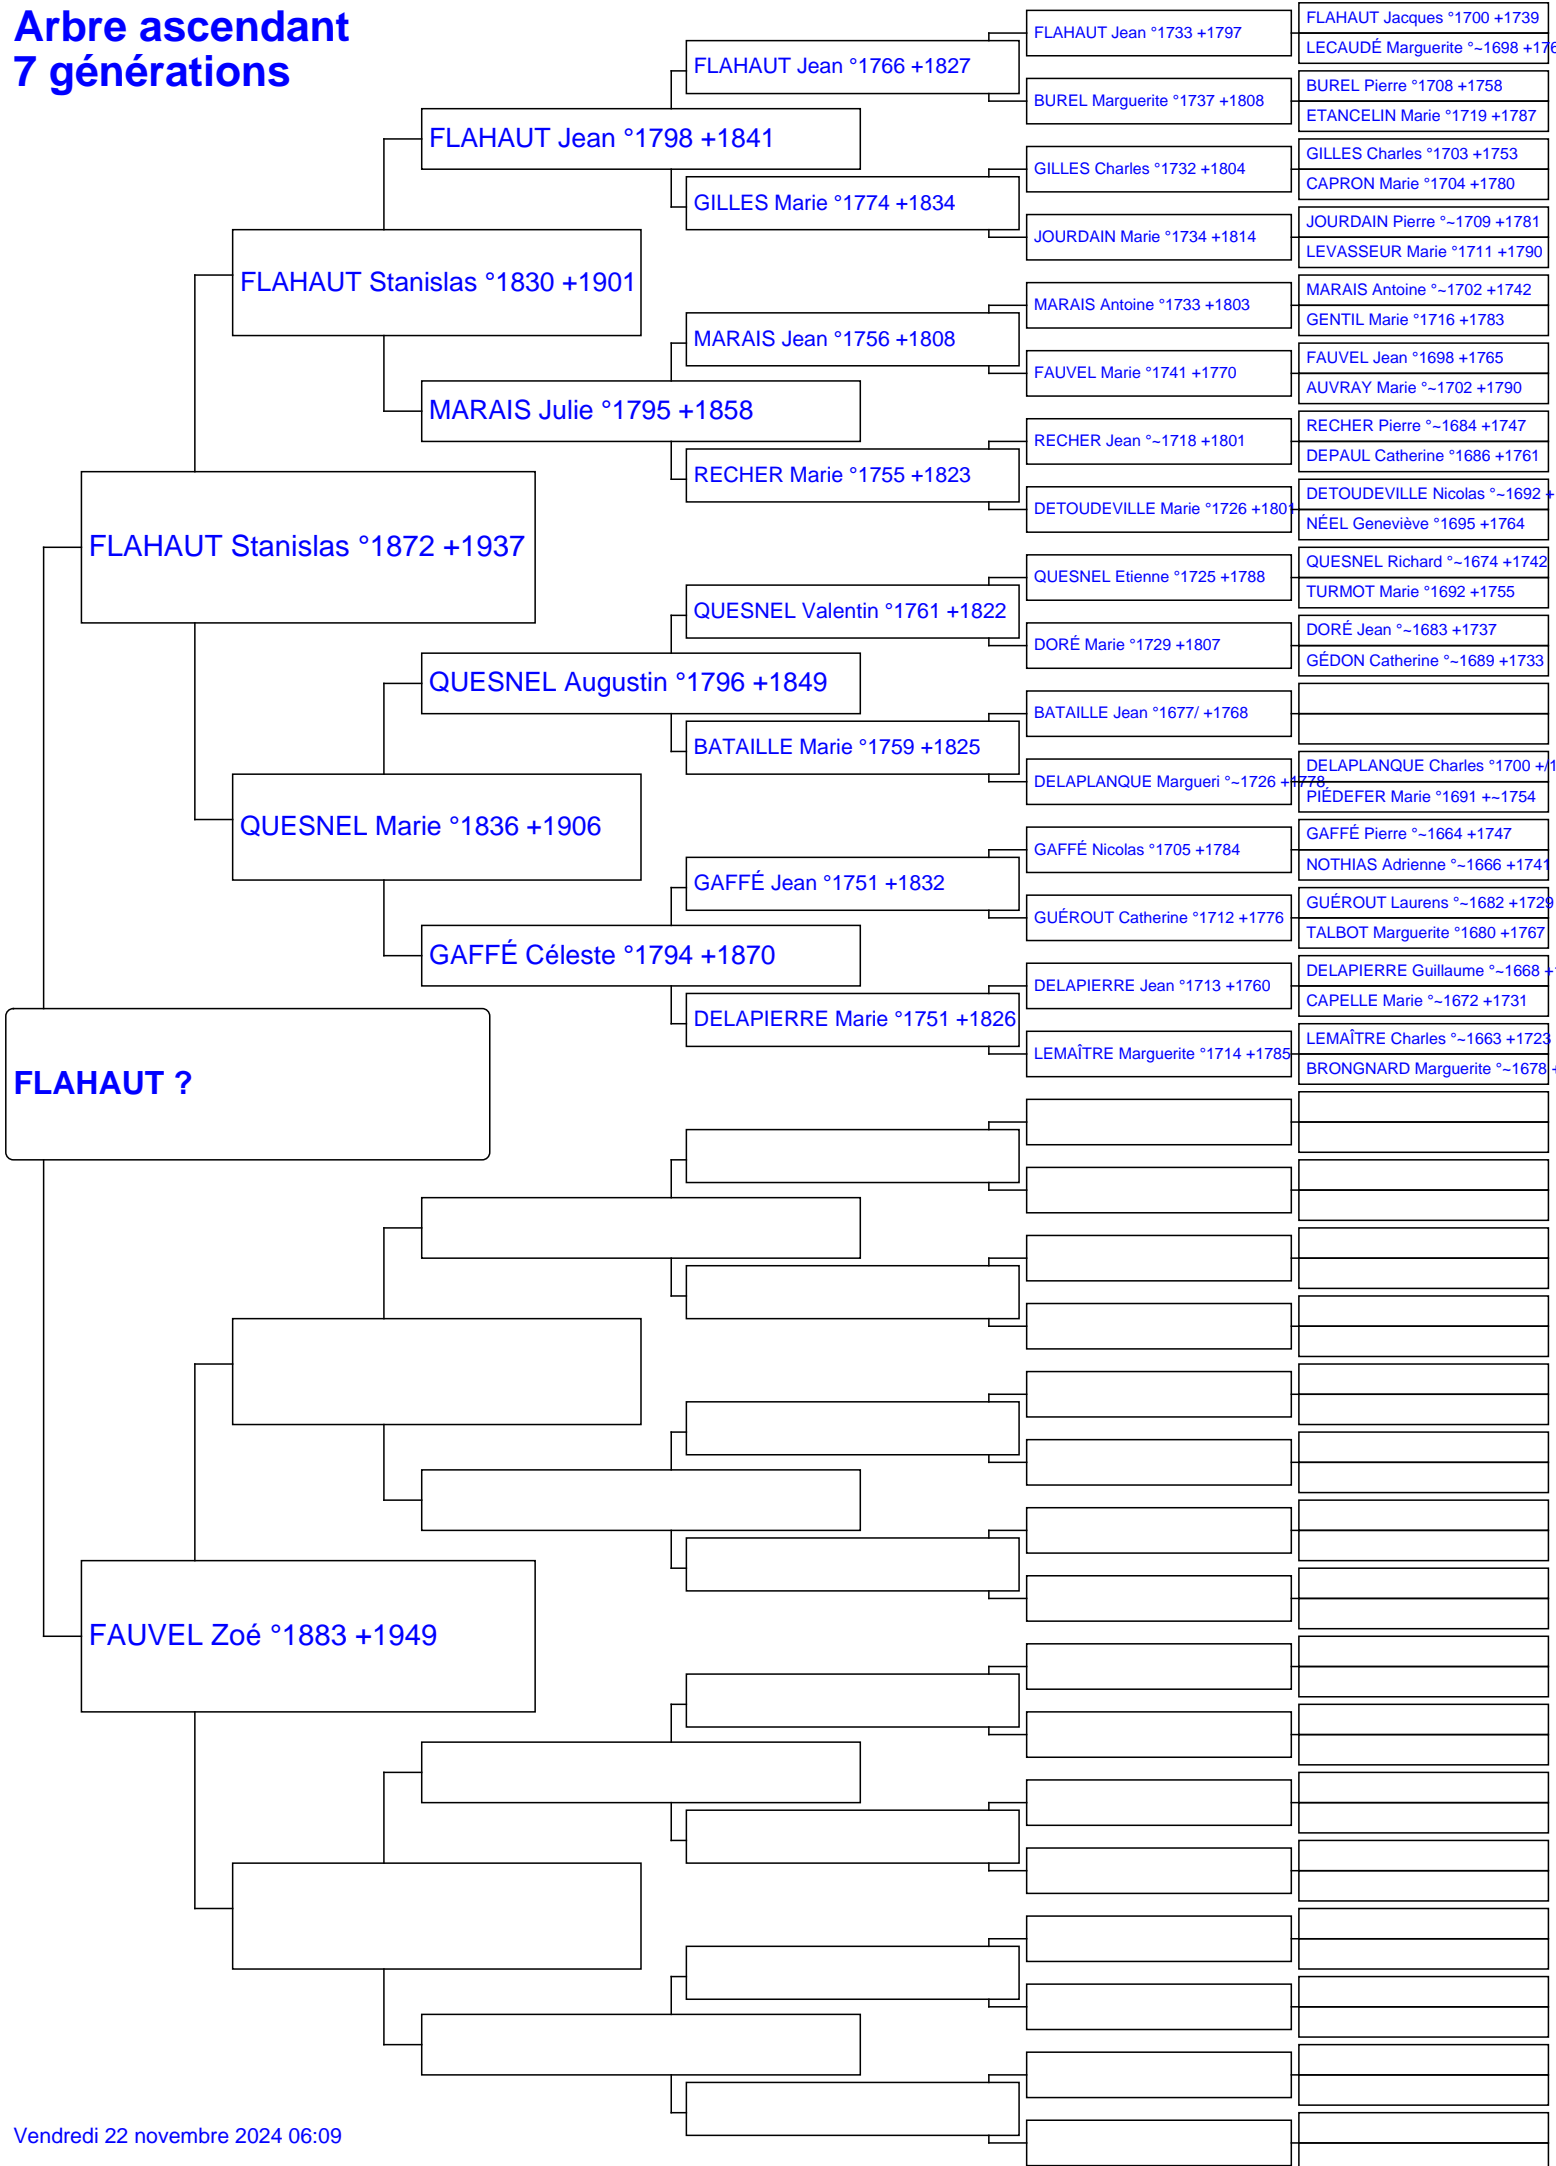 Arbre ascendant
7 générations
FLAHAUT ?
FLAHAUT Stanislas °1872 +1937
FAUVEL Zoé °1883 +1949
FLAHAUT Stanislas °1830 +1901
QUESNEL Marie °1836 +1906
FLAHAUT Jean °1798 +1841
MARAIS Julie °1795 +1858
QUESNEL Augustin °1796 +1849
GAFFÉ Céleste °1794 +1870
FLAHAUT Jean °1766 +1827
GILLES Marie °1774 +1834
MARAIS Jean °1756 +1808
RECHER Marie °1755 +1823
QUESNEL Valentin °1761 +1822
BATAILLE Marie °1759 +1825
GAFFÉ Jean °1751 +1832
DELAPIERRE Marie °1751 +1826
FLAHAUT Jean °1733 +1797
BUREL Marguerite °1737 +1808
GILLES Charles °1732 +1804
JOURDAIN Marie °1734 +1814
MARAIS Antoine °1733 +1803
FAUVEL Marie °1741 +1770
RECHER Jean °~1718 +1801
DETOUDEVILLE Marie °1726 +1801
QUESNEL Etienne °1725 +1788
DORÉ Marie °1729 +1807
BATAILLE Jean °1677/ +1768
DELAPLANQUE Margueri °~1726 +1778
GAFFÉ Nicolas °1705 +1784
GUÉROUT Catherine °1712 +1776
DELAPIERRE Jean °1713 +1760
LEMAÎTRE Marguerite °1714 +1785
FLAHAUT Jacques °1700 +1739
LECAUDÉ Marguerite °~1698 +176
BUREL Pierre °1708 +1758
ETANCELIN Marie °1719 +1787
GILLES Charles °1703 +1753
CAPRON Marie °1704 +1780
JOURDAIN Pierre °~1709 +1781
LEVASSEUR Marie °1711 +1790
MARAIS Antoine °~1702 +1742
GENTIL Marie °1716 +1783
FAUVEL Jean °1698 +1765
AUVRAY Marie °~1702 +1790
RECHER Pierre °~1684 +1747
DEPAUL Catherine °1686 +1761
DETOUDEVILLE Nicolas °~1692 +
NÉEL Geneviève °1695 +1764
QUESNEL Richard °~1674 +1742
TURMOT Marie °1692 +1755
DORÉ Jean °~1683 +1737
GÉDON Catherine °~1689 +1733
DELAPLANQUE Charles °1700 +/1
PIÉDEFER Marie °1691 +~1754
GAFFÉ Pierre °~1664 +1747
NOTHIAS Adrienne °~1666 +1741
GUÉROUT Laurens °~1682 +1729
TALBOT Marguerite °1680 +1767
DELAPIERRE Guillaume °~1668 +
CAPELLE Marie °~1672 +1731
LEMAÎTRE Charles °~1663 +1723
BRONGNARD Marguerite °~1678 +
Vendredi 22 novembre 2024 06:09